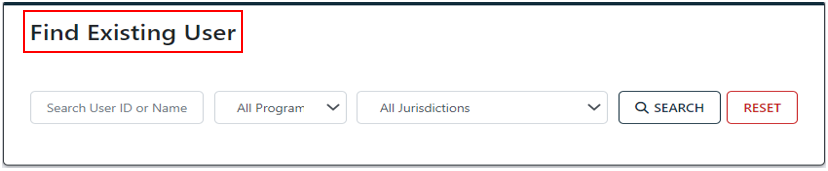 Find Existing User
Search User ID or Name All Program All Jurisdictions SEARCH RESET